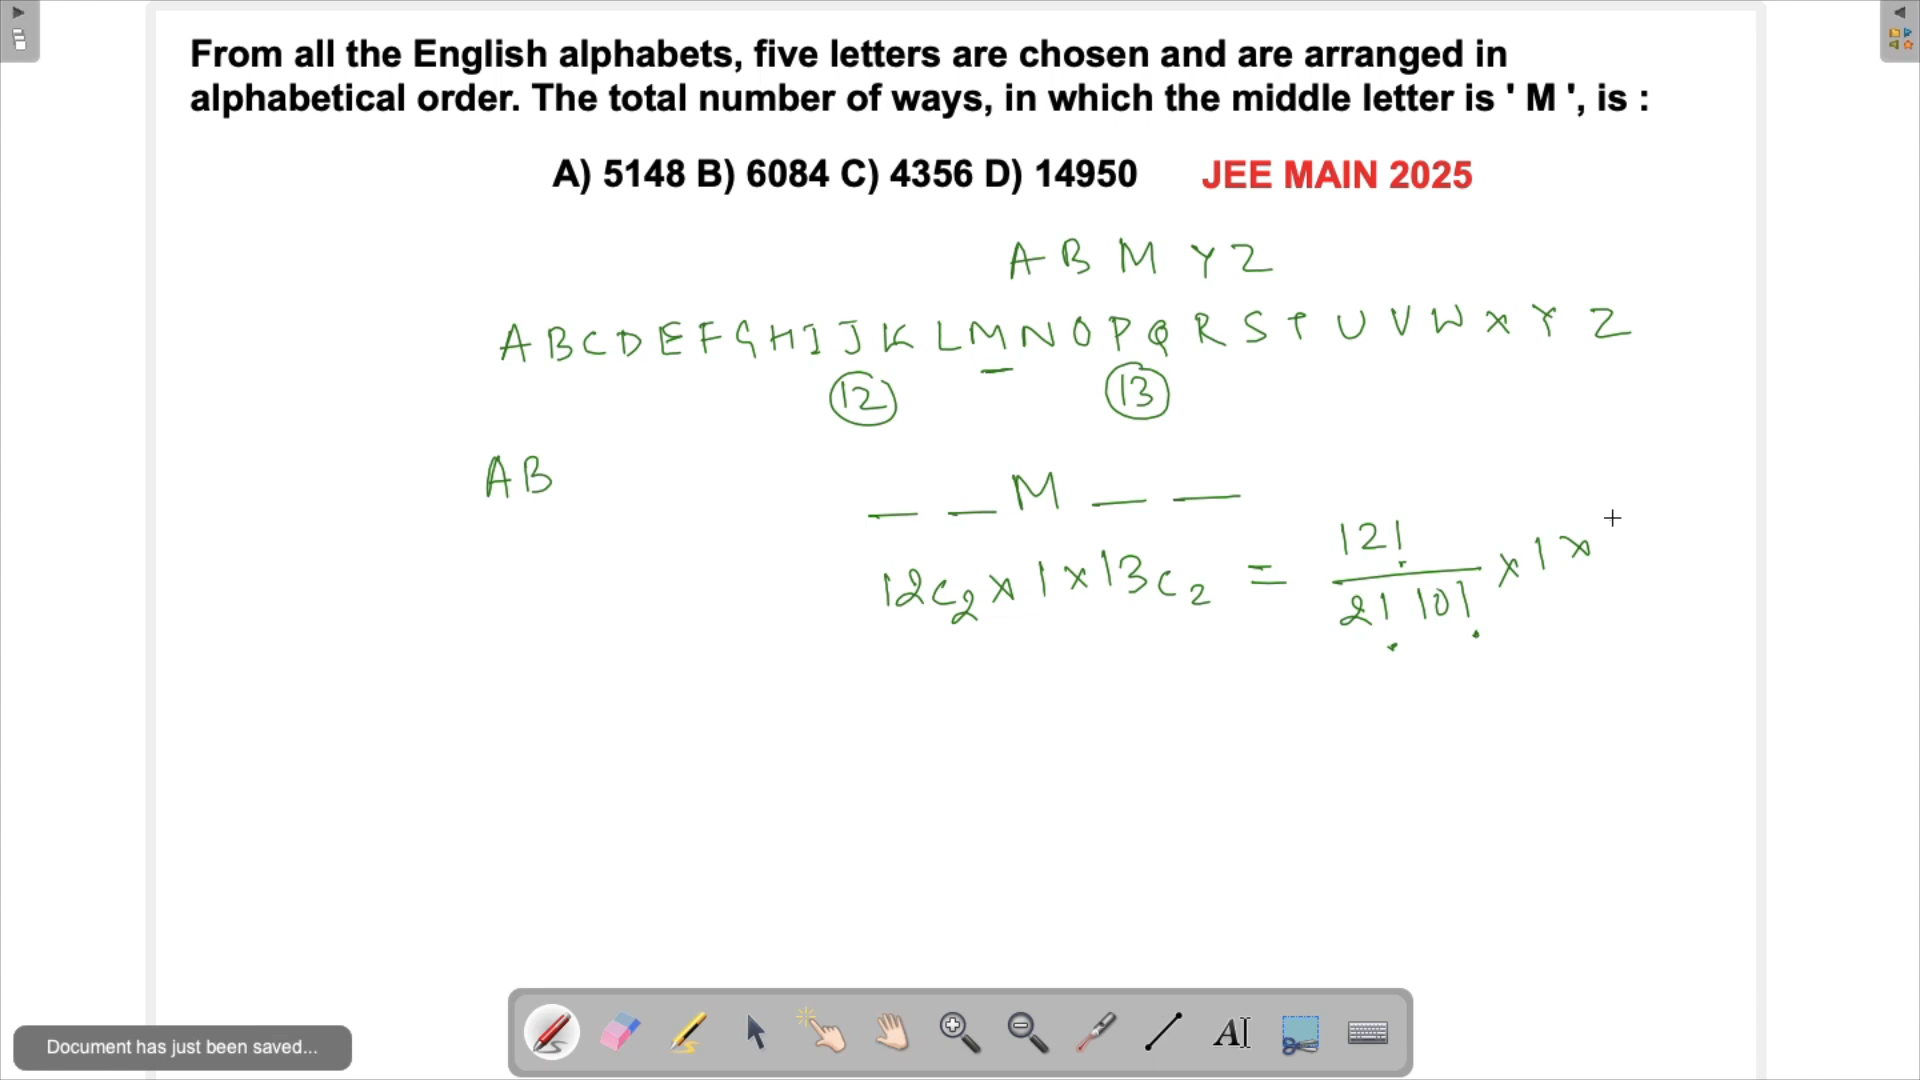 From all the English alphabets, five letters are chosen and are arranged in
alphabetical order. The total number of ways, in which the middle letter is ' M ', is :
A) 5148 B) 6084 C) 4356 D) 14950 JEE MAIN 2025
A B M Y Z
A B C D E F G H I J K L M N O P Q R S T U V W X Y Z
12 13
A B
_ _ M _ _
12c₂ x 1 x 13c₂ = 12! / 2! 10! x 1 x
Document has just been saved...